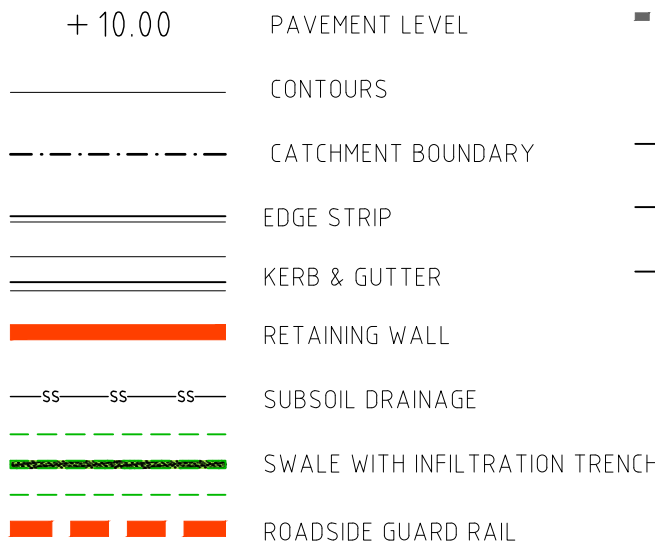 + 10.00 PAVEMENT LEVEL
CONTOURS
CATCHMENT BOUNDARY
EDGE STRIP
KERB & GUTTER
RETAINING WALL
SS SS SS SUBSOIL DRAINAGE
SWALE WITH INFILTRATION TRENCH
ROADSIDE GUARD RAIL